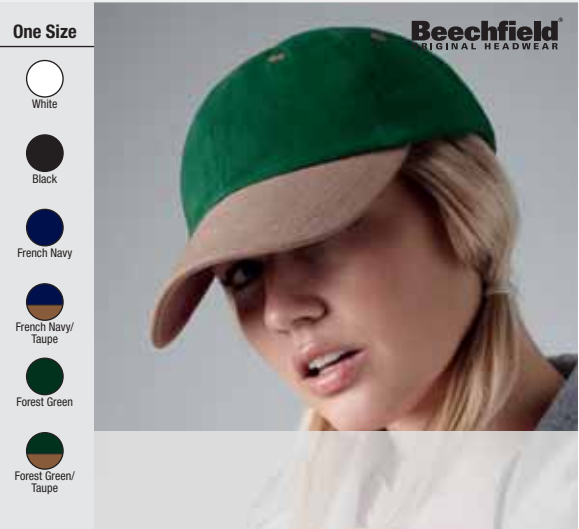 One Size
White
Black
French Navy
French Navy/
Taupe
Forest Green
Forest Green/
Taupe
Beechfield®
ORIGINAL HEADWEAR